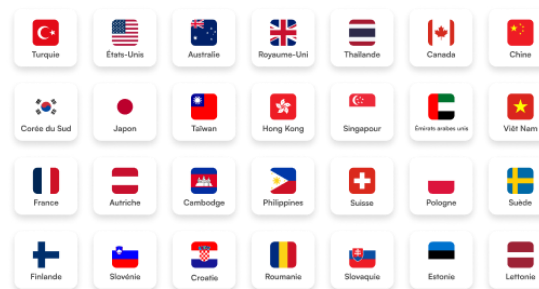 Turquie
États-Unis
Australie
Royaume-Uni
Thaïlande
Canada
Chine
Corée du Sud
Japon
Taïwan
Hong Kong
Singapour
Émirats arabes unis
Viêt Nam
France
Autriche
Cambodge
Philippines
Suisse
Pologne
Suède
Finlande
Slovénie
Croatie
Roumanie
Slovaquie
Estonie
Lettonie